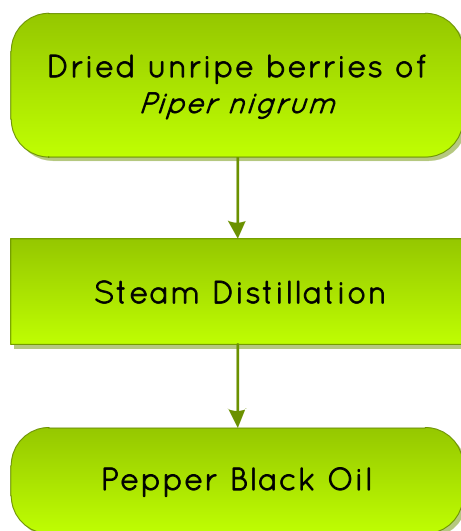 Dried unripe berries of
Piper nigrum
Steam Distillation
Pepper Black Oil